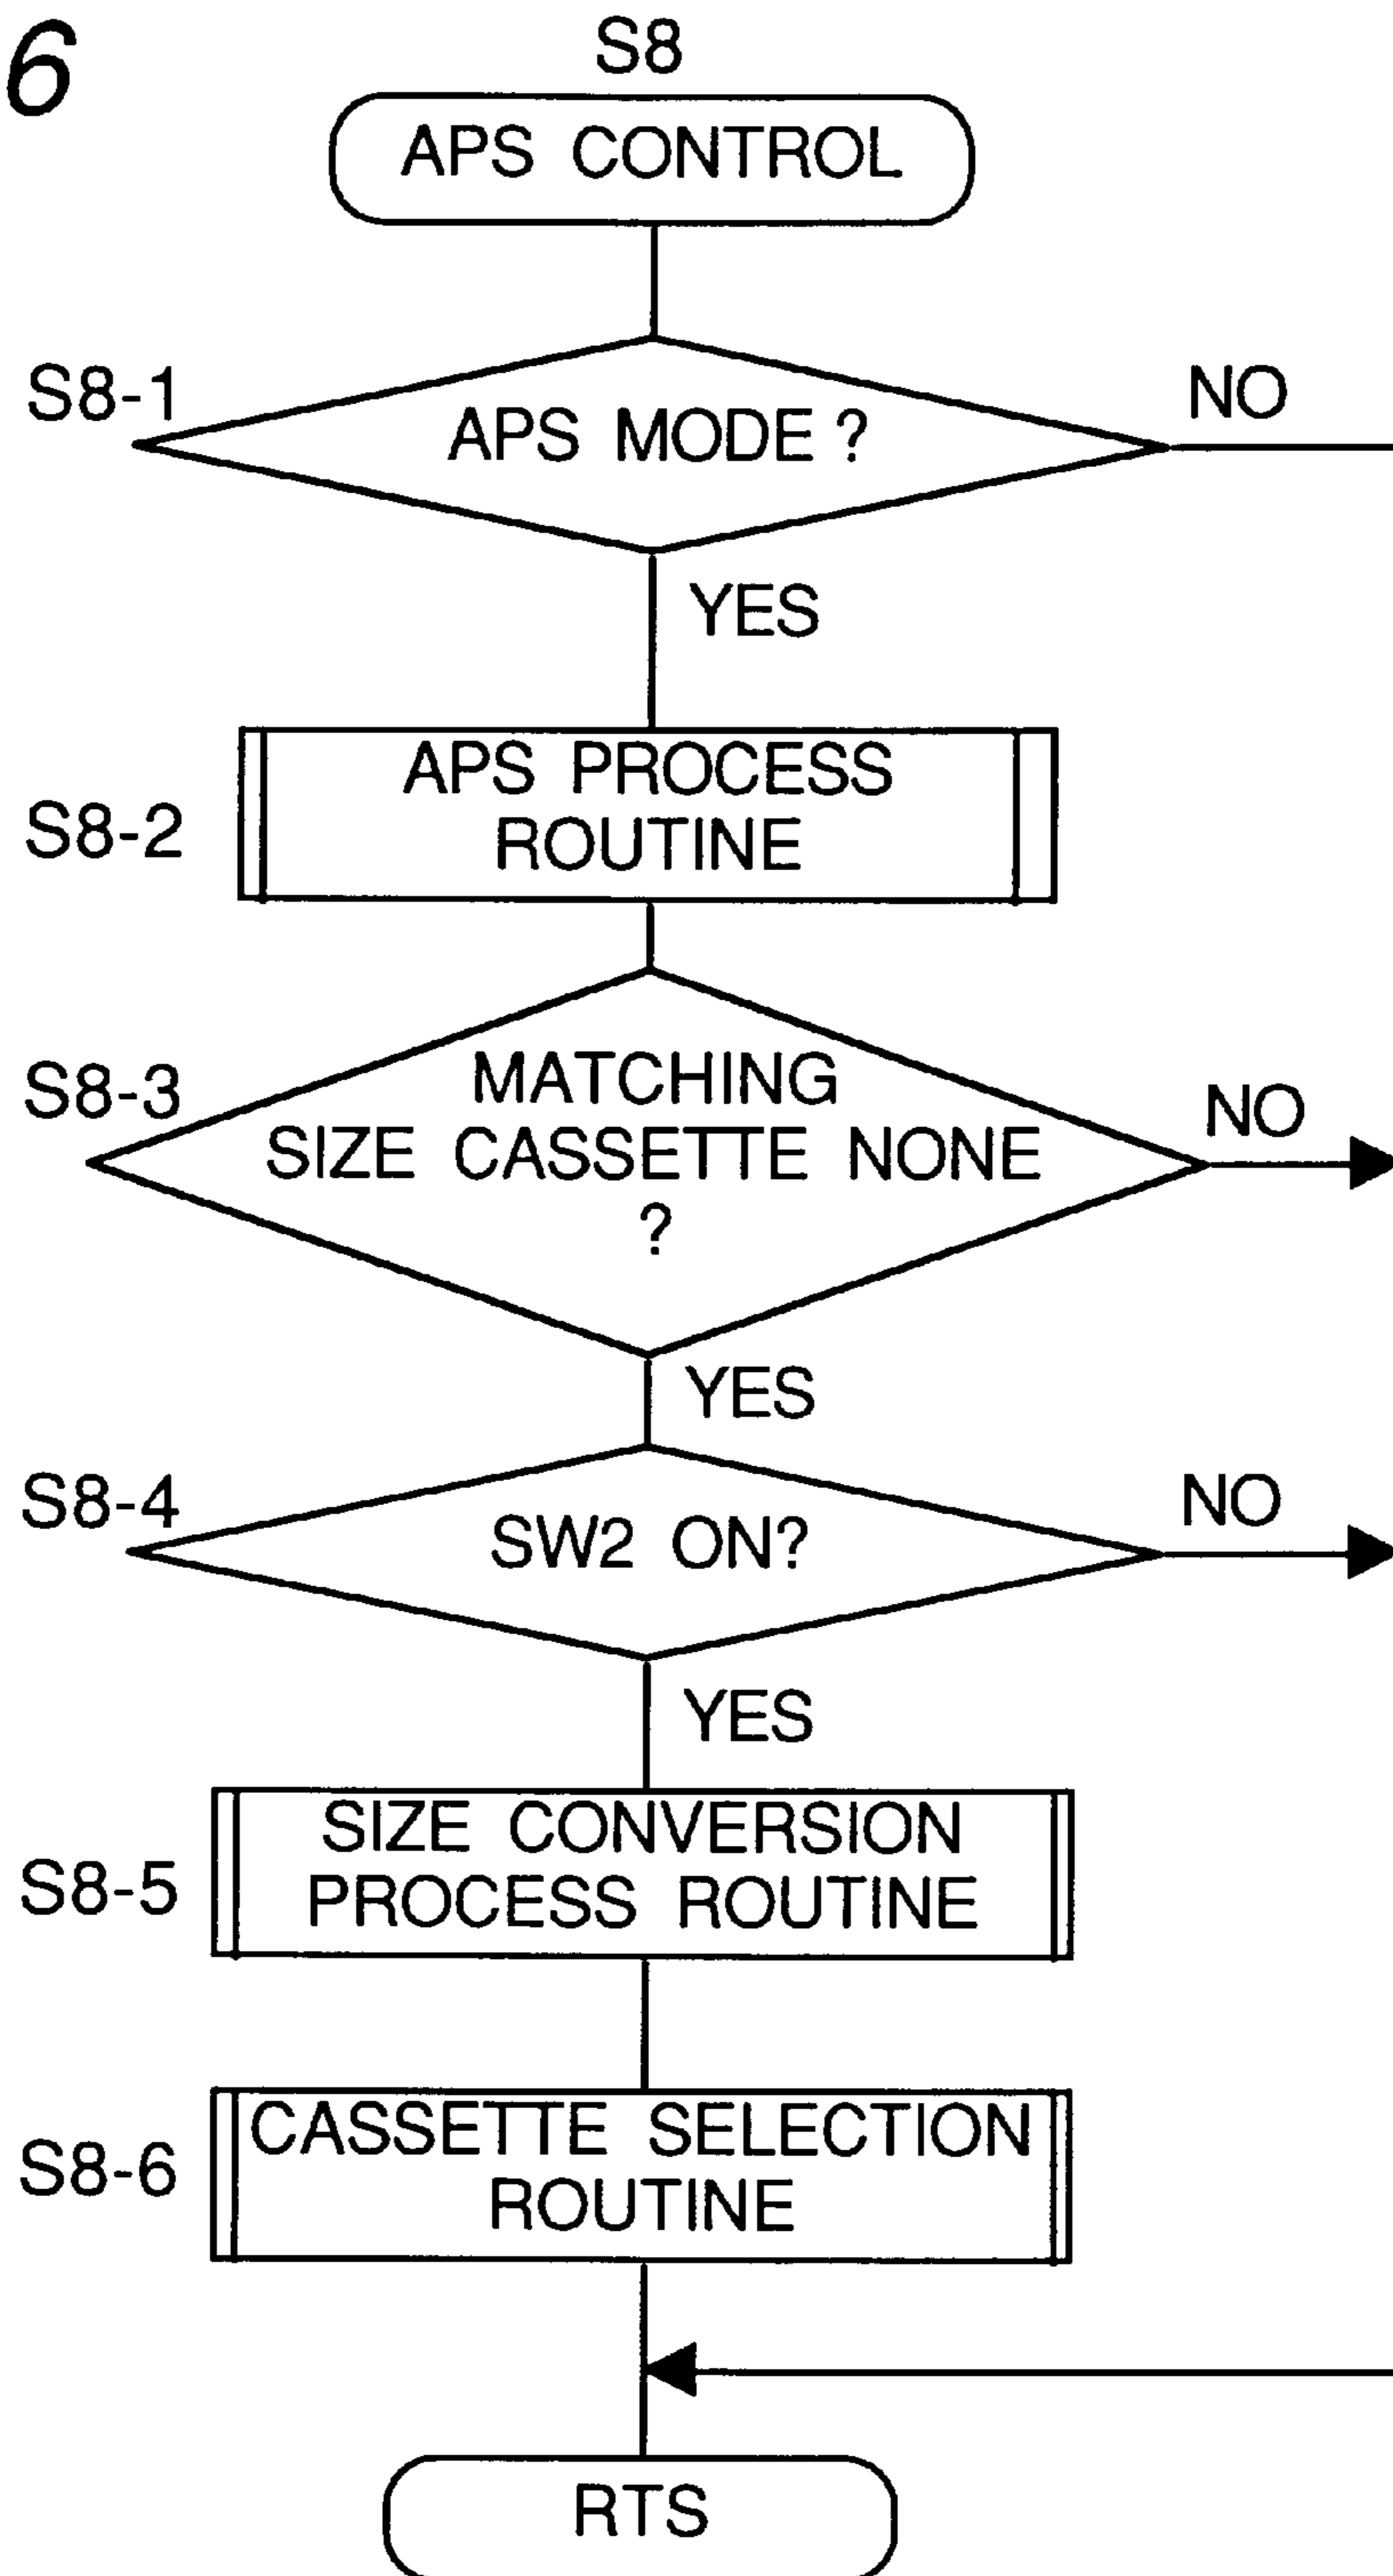 6
S8
APS CONTROL
S8-1
APS MODE ?
NO
YES
S8-2
APS PROCESS
ROUTINE
S8-3
MATCHING
SIZE CASSETTE NONE
?
NO
YES
S8-4
SW2 ON?
NO
YES
S8-5
SIZE CONVERSION
PROCESS ROUTINE
S8-6
CASSETTE SELECTION
ROUTINE
RTS